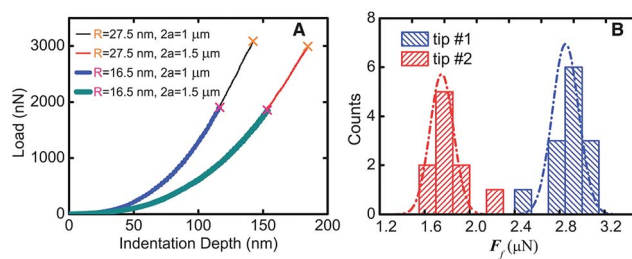 A
R=27.5 nm, 2a=1 μm
R=27.5 nm, 2a=1.5 μm
R=16.5 nm, 2a=1 μm
R=16.5 nm, 2a=1.5 μm
3000
2000
1000
0
Load (nN)
0 50 100 150 200
Indentation Depth (nm)
B
tip #1
tip #2
8
6
4
2
0
Counts
1.2 1.6 2.0 2.4 2.8 3.2
F_f (μN)